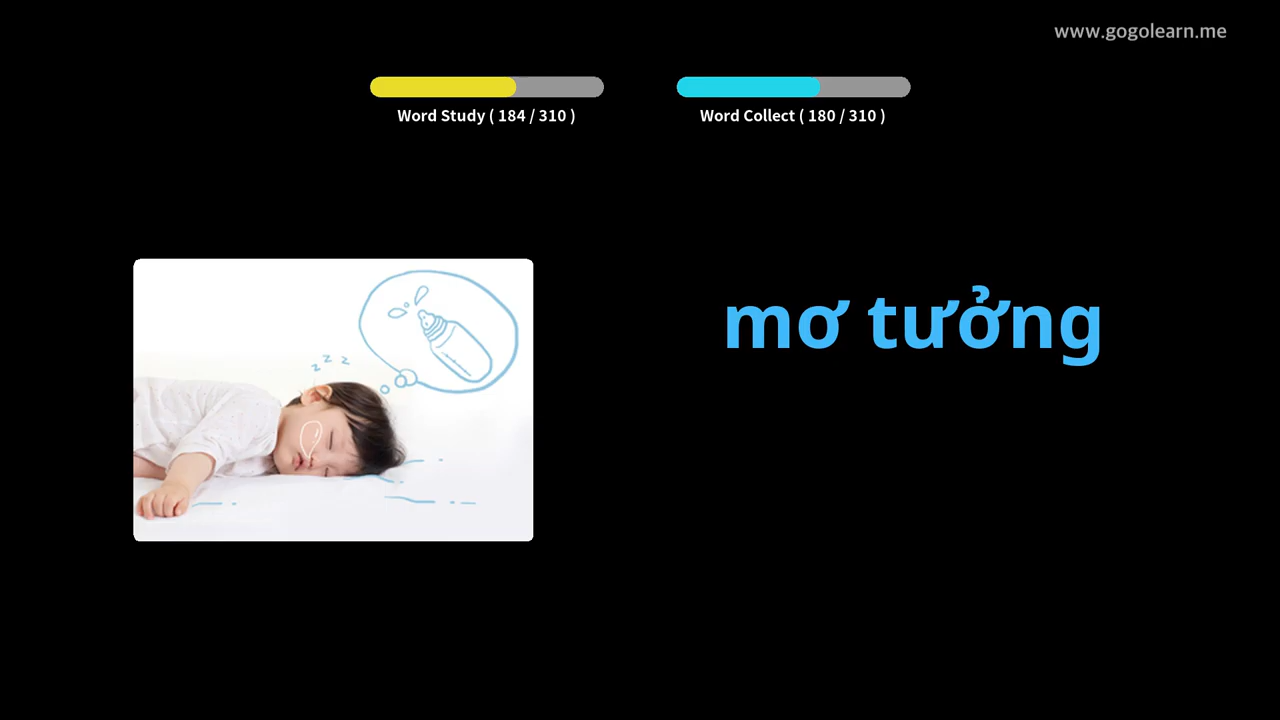 www.gogolearn.me
Word Study ( 184 / 310 )
Word Collect ( 180 / 310 )
mơ tưởng
z z z